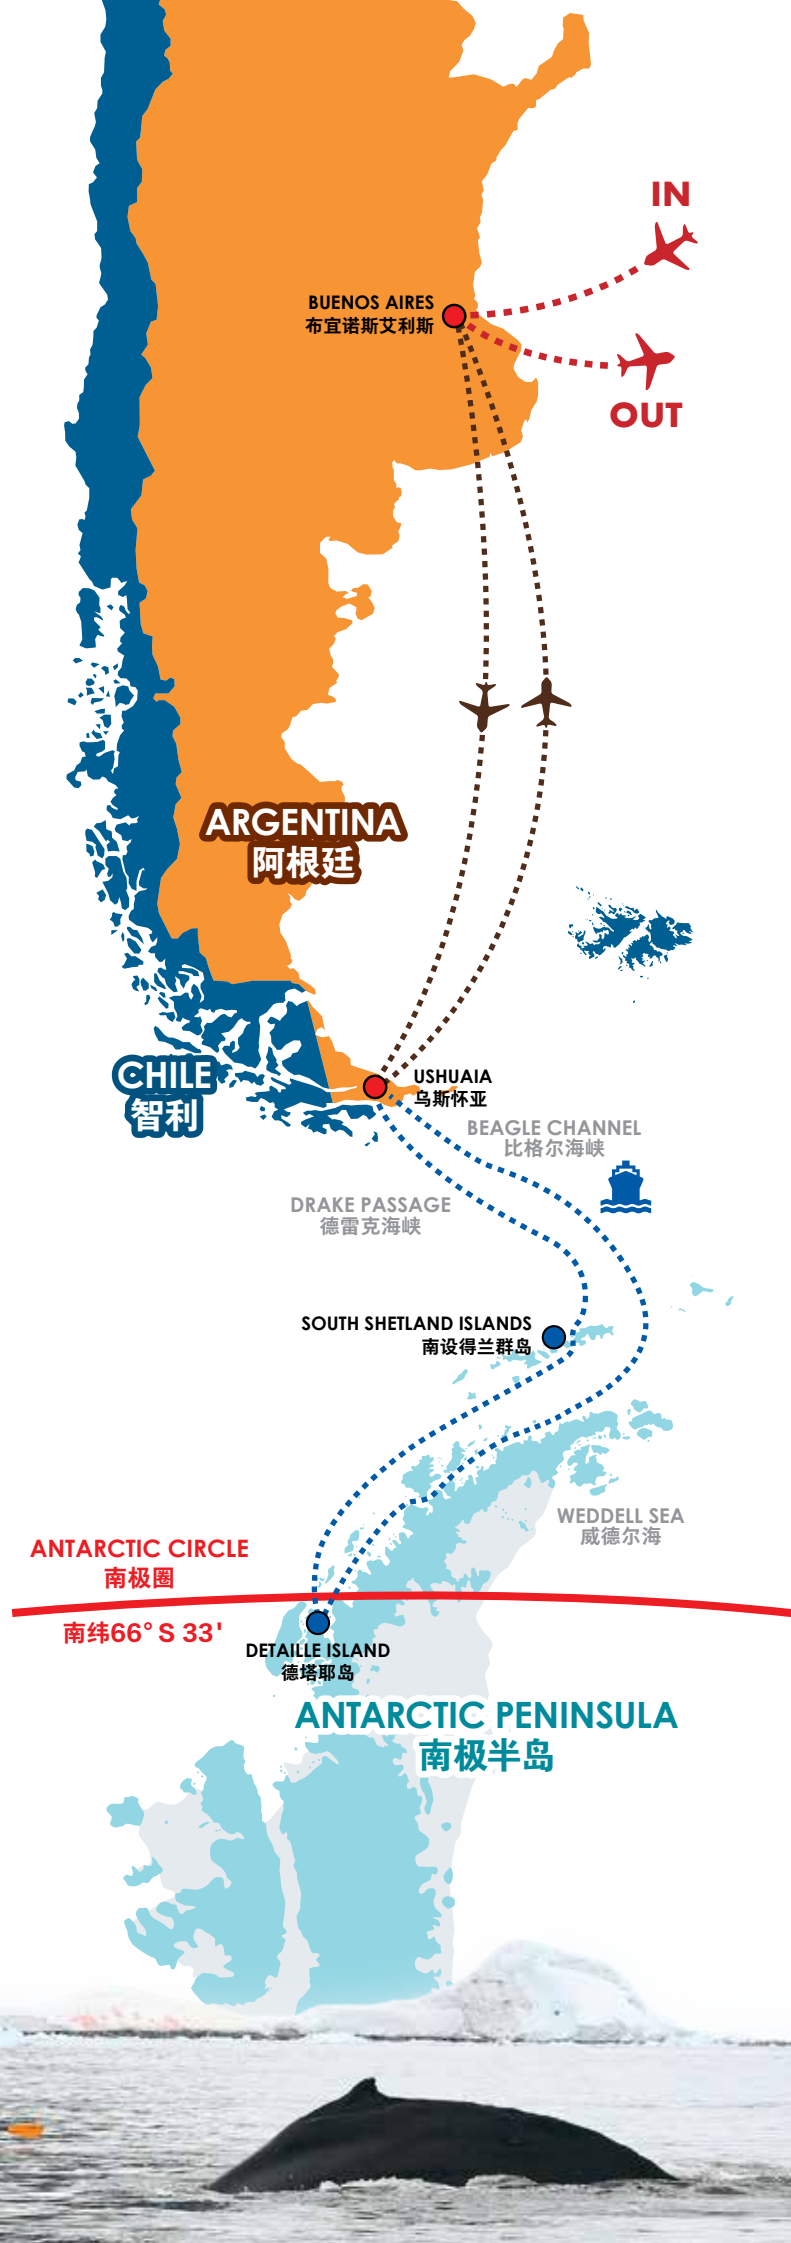 IN
BUENOS AIRES
布宜诺斯艾利斯
OUT
ARGENTINA
阿根廷
CHILE
智利
USHUAIA
乌斯怀亚
BEAGLE CHANNEL
比格尔海峡
DRAKE PASSAGE
德雷克海峡
SOUTH SHETLAND ISLANDS
南设得兰群岛
WEDDELL SEA
威德尔海
ANTARCTIC CIRCLE
南极圈
南纬66° S 33'
DETAILLE ISLAND
德塔耶岛
ANTARCTIC PENINSULA
南极半岛